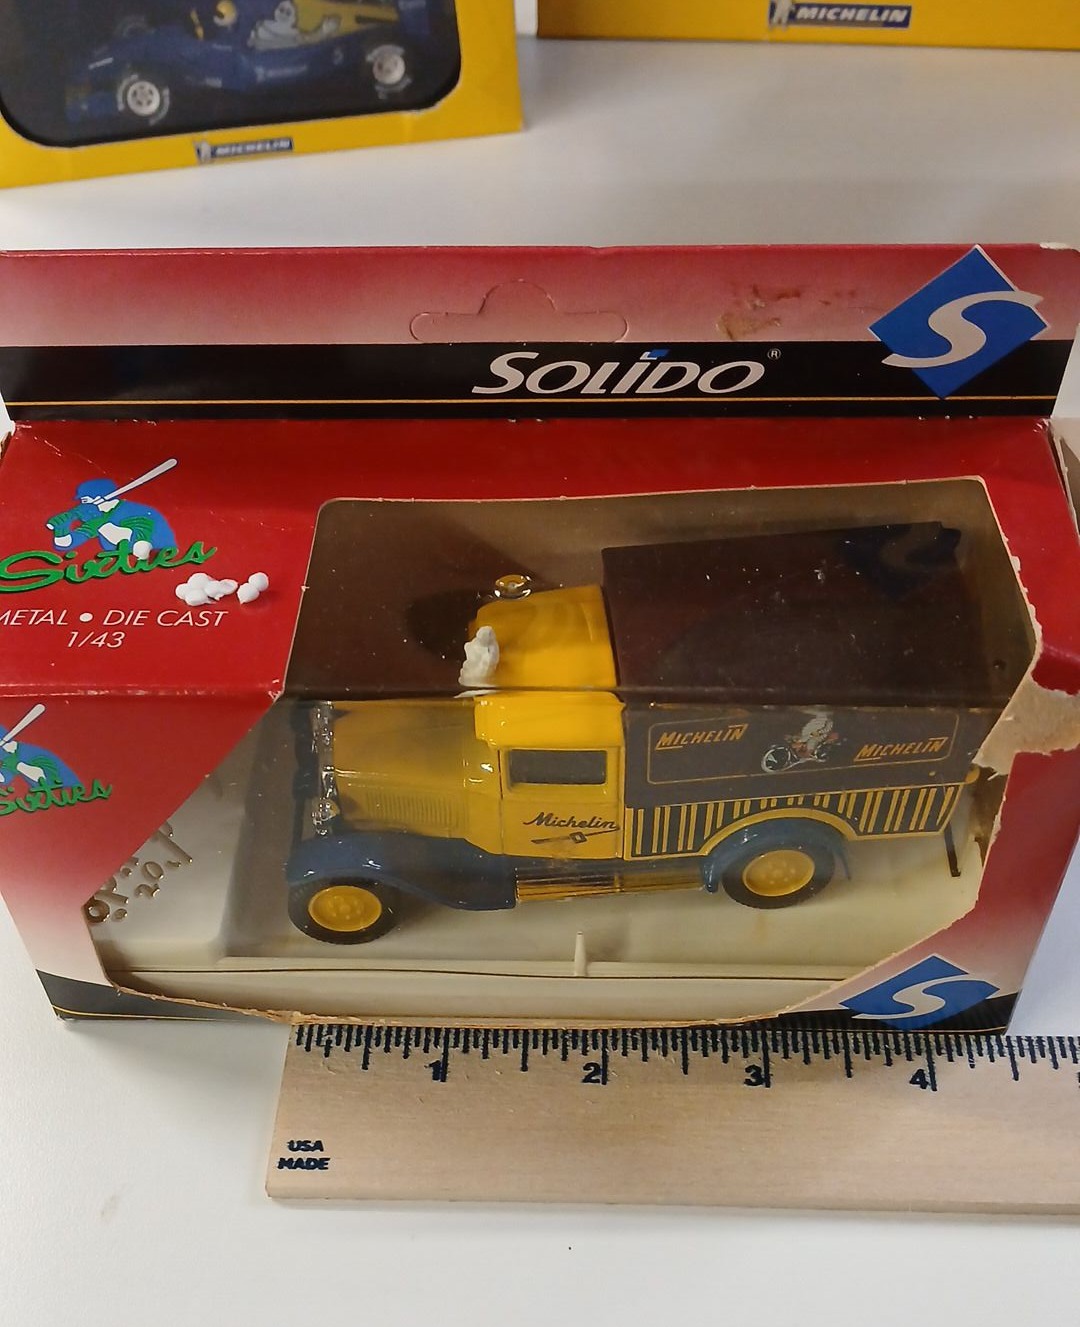 MICHELIN
MICHELIN
SOLIDO®
Sixties
METAL • DIE CAST
1/43
Sixties
MICHELIN
MICHELIN
Michelin
1
2
3
4
USA
MADE